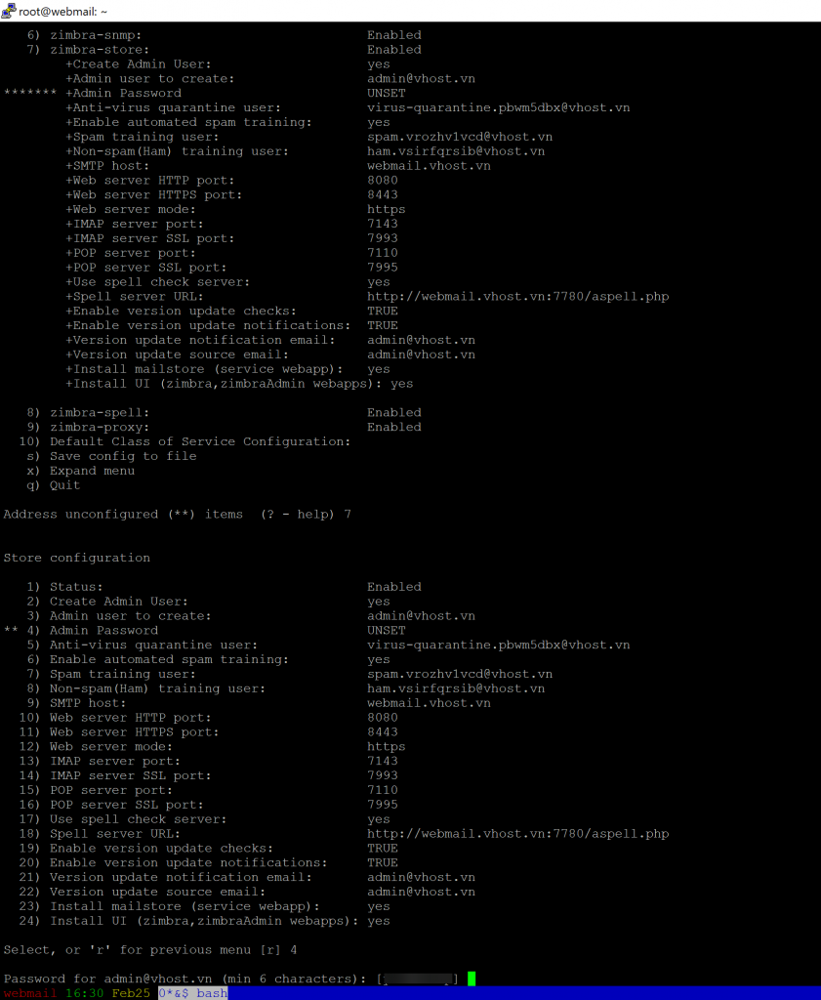 root@webmail: ~
6) zimbra-snmp: Enabled
7) zimbra-store: Enabled
+Create Admin User: yes
+Admin user to create: admin@vhost.vn
******* +Admin Password UNSET
+Anti-virus quarantine user: virus-quarantine.pbwm5dbx@vhost.vn
+Enable automated spam training: yes
+Spam training user: spam.vrozhv1vcd@vhost.vn
+Non-spam(Ham) training user: ham.vsirfqrsib@vhost.vn
+SMTP host: webmail.vhost.vn
+Web server HTTP port: 8080
+Web server HTTPS port: 8443
+Web server mode: https
+IMAP server port: 7143
+IMAP server SSL port: 7993
+POP server port: 7110
+POP server SSL port: 7995
+Use spell check server: yes
+Spell server URL: http://webmail.vhost.vn:7780/aspell.php
+Enable version update checks: TRUE
+Enable version update notifications: TRUE
+Version update notification email: admin@vhost.vn
+Version update source email: admin@vhost.vn
+Install mailstore (service webapp): yes
+Install UI (zimbra,zimbraAdmin webapps): yes
8) zimbra-spell: Enabled
9) zimbra-proxy: Enabled
10) Default Class of Service Configuration:
s) Save config to file
x) Expand menu
q) Quit
Address unconfigured (**) items (? - help) 7
Store configuration
1) Status: Enabled
2) Create Admin User: yes
3) Admin user to create: admin@vhost.vn
** 4) Admin Password UNSET
5) Anti-virus quarantine user: virus-quarantine.pbwm5dbx@vhost.vn
6) Enable automated spam training: yes
7) Spam training user: spam.vrozhv1vcd@vhost.vn
8) Non-spam(Ham) training user: ham.vsirfqrsib@vhost.vn
9) SMTP host: webmail.vhost.vn
10) Web server HTTP port: 8080
11) Web server HTTPS port: 8443
12) Web server mode: https
13) IMAP server port: 7143
14) IMAP server SSL port: 7993
15) POP server port: 7110
16) POP server SSL port: 7995
17) Use spell check server: yes
18) Spell server URL: http://webmail.vhost.vn:7780/aspell.php
19) Enable version update checks: TRUE
20) Enable version update notifications: TRUE
21) Version update notification email: admin@vhost.vn
22) Version update source email: admin@vhost.vn
23) Install mailstore (service webapp): yes
24) Install UI (zimbra,zimbraAdmin webapps): yes
Select, or 'r' for previous menu [r] 4
Password for admin@vhost.vn (min 6 characters): [ ]
webmail 16:30 Feb25 0*&$ bash